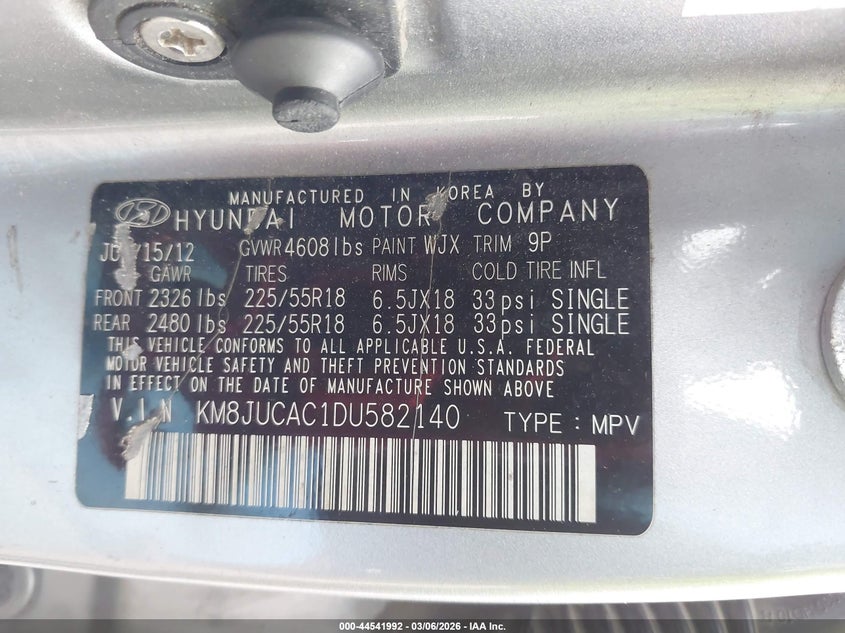 MANUFACTURED IN KOREA BY
HYUNDAI MOTOR COMPANY
15/12 GVWR 4608lbs PAINT WJX TRIM 9P
GAWR TIRES RIMS COLD TIRE INFL
FRONT 2326 lbs 225/55R18 6.5JX18 33psi SINGLE
REAR 2480 lbs 225/55R18 6.5JX18 33psi SINGLE
THIS VEHICLE CONFORMS TO ALL APPLICABLE U.S.A. FEDERAL
MOTOR VEHICLE SAFETY AND THEFT PREVENTION STANDARDS
IN EFFECT ON THE DATE OF MANUFACTURE SHOWN ABOVE
V.I.N KM8JUCAC1DU582140 TYPE : MPV
000-44541992 - 03/06/2026 - IAA Inc.